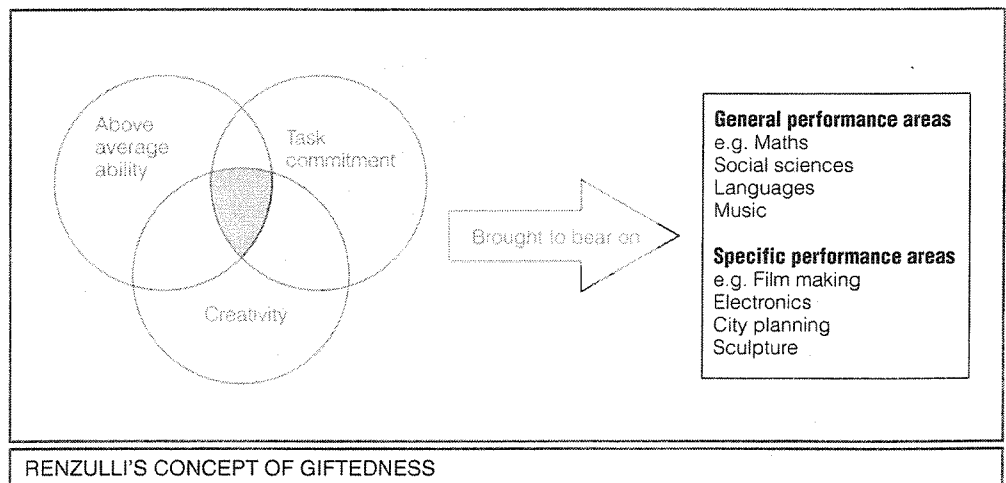 Above
average
ability
Task
commitment
Creativity
Brought to bear on
General performance areas
e.g. Maths
Social sciences
Languages
Music
Specific performance areas
e.g. Film making
Electronics
City planning
Sculpture
RENZULLI'S CONCEPT OF GIFTEDNESS